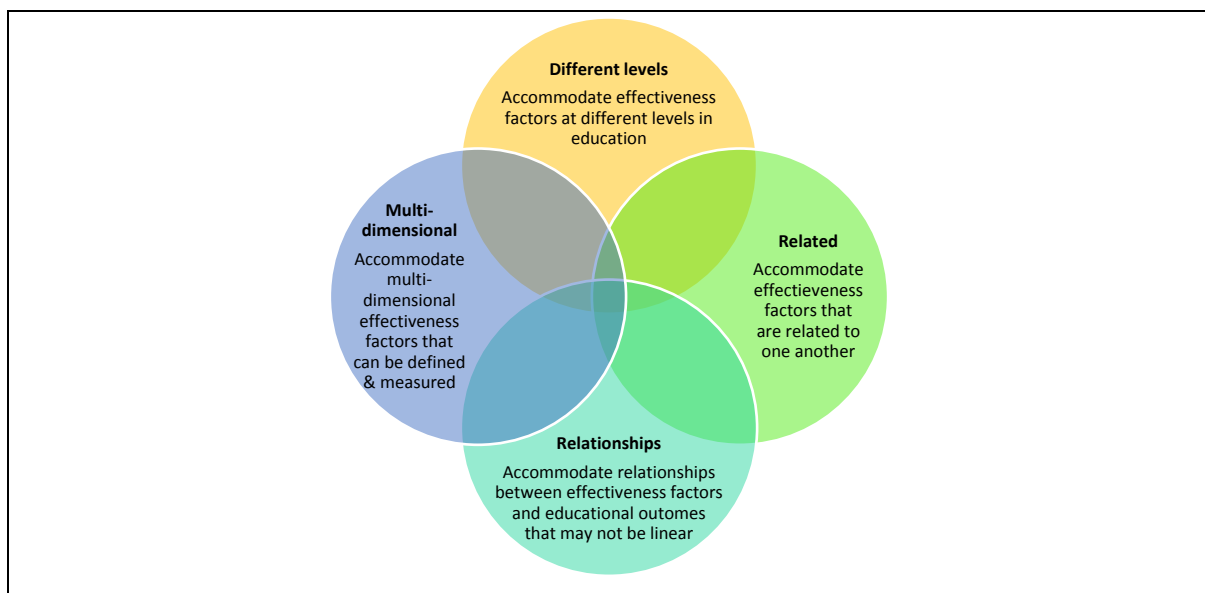 Different levels
Accommodate effectiveness
factors at different levels in
education
Multi-
dimensional
Accommodate
multi-
dimensional
effectiveness
factors that
can be defined
& measured
Related
Accommodate
effectieveness
factors that
are related to
one another
Relationships
Accommodate relationships
between effectiveness factors
and educational outcomes
that may not be linear